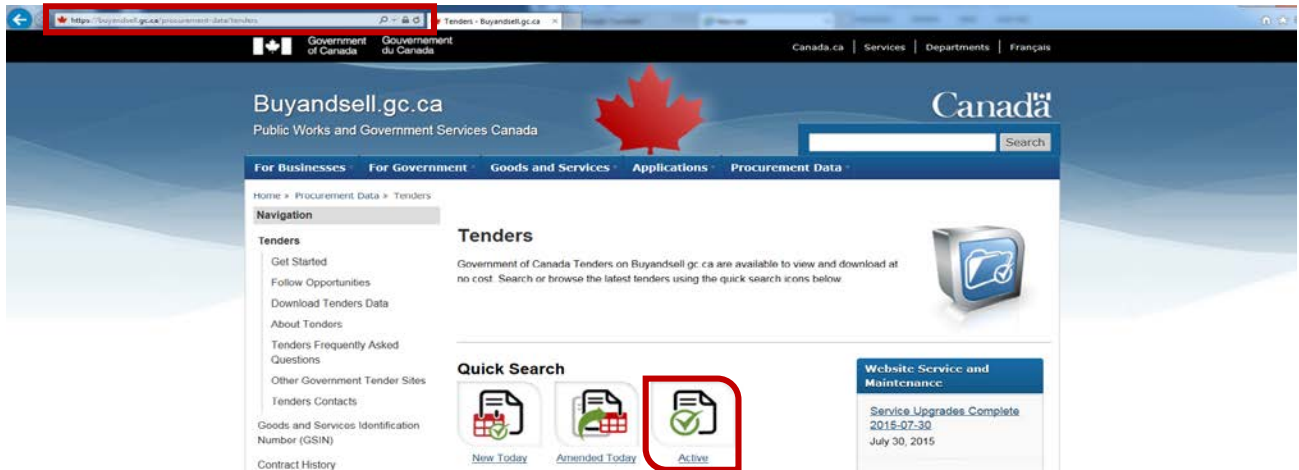 https://buyandsell.gc.ca/procurement-data/tenders
Tenders - Buyandsell.gc.ca
Government of Canada
Gouvernement du Canada
Canada.ca | Services | Departments | Français
Buyandsell.gc.ca
Public Works and Government Services Canada
Canada
Search
For Businesses
For Government
Goods and Services
Applications
Procurement Data
Home > Procurement Data > Tenders
Navigation
Tenders
Get Started
Follow Opportunities
Download Tenders Data
About Tenders
Tenders Frequently Asked
Questions
Other Government Tender Sites
Tenders Contacts
Goods and Services Identification
Number (GSIN)
Contract History
Tenders
Government of Canada Tenders on Buyandsell.gc.ca are available to view and download at
no cost. Search or browse the latest tenders using the quick search icons below.
Quick Search
New Today
Amended Today
Active
Website Service and
Maintenance
Service Upgrades Complete
2015-07-30
July 30, 2015